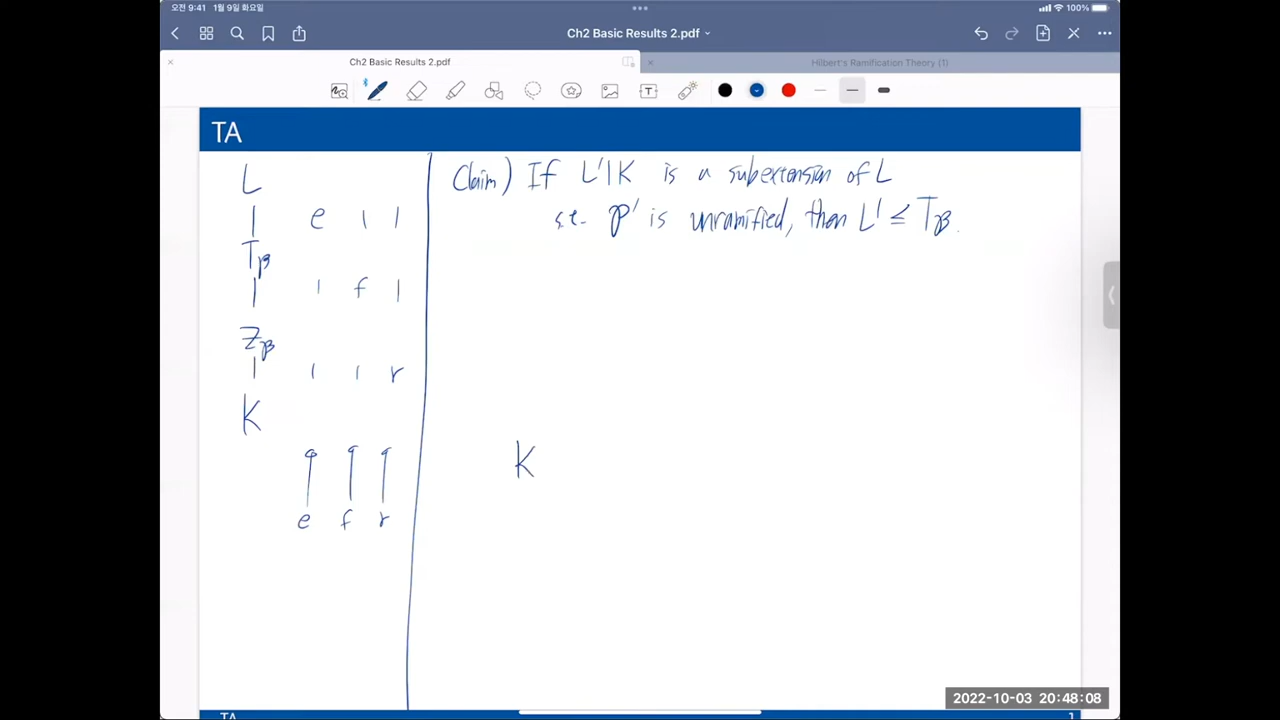 오전 9:41 1월 9일 화요일
100%
Ch2 Basic Results 2.pdf
Ch2 Basic Results 2.pdf
Hilbert's Ramification Theory (1)
TA
L
| e 1 1
T𝔓
| 1 f 1
Z𝔓
| 1 1 r
K
e f r
Claim) If L'|K is a subextension of L
s.t. 𝔓' is unramified, then L' ≤ T𝔓.
K
2022-10-03 20:48:08
TA 1